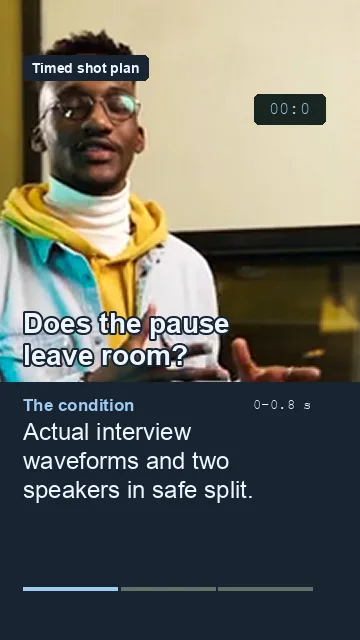 Timed shot plan
00:0
Does the pause
leave room?
The condition
0–0.8 s
Actual interview
waveforms and two
speakers in safe split.